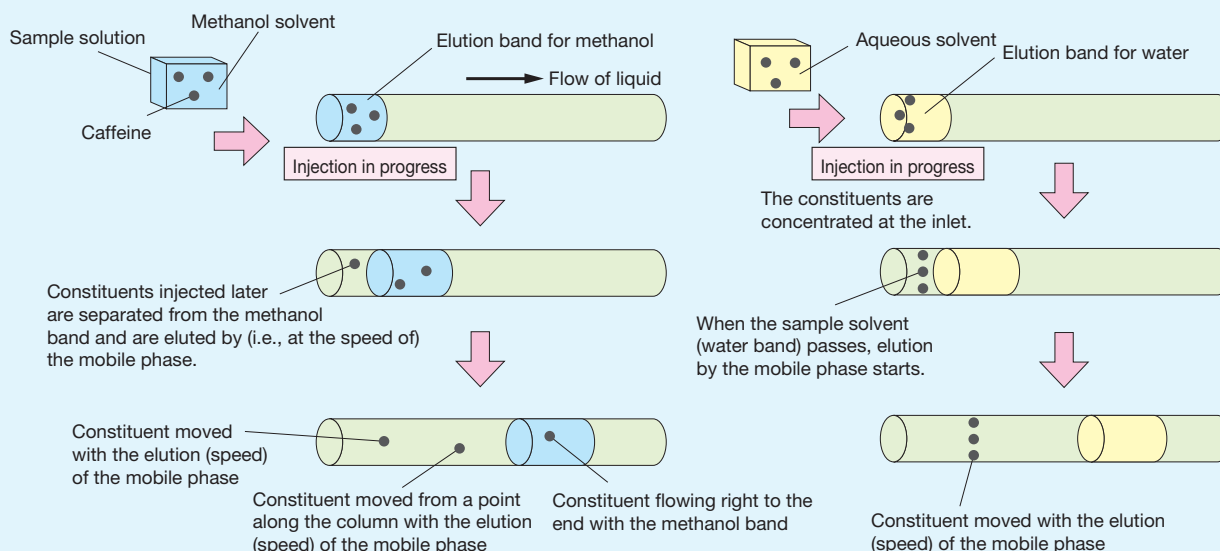 Sample solution
Methanol solvent
Caffeine
Elution band for methanol
Flow of liquid
Injection in progress
Constituents injected later
are separated from the methanol
band and are eluted by (i.e., at the speed of)
the mobile phase.
Constituent moved
with the elution (speed)
of the mobile phase
Constituent moved from a point
along the column with the elution
(speed) of the mobile phase
Constituent flowing right to the
end with the methanol band
Aqueous solvent
Elution band for water
Injection in progress
The constituents are
concentrated at the inlet.
When the sample solvent
(water band) passes, elution
by the mobile phase starts.
Constituent moved with the elution
(speed) of the mobile phase